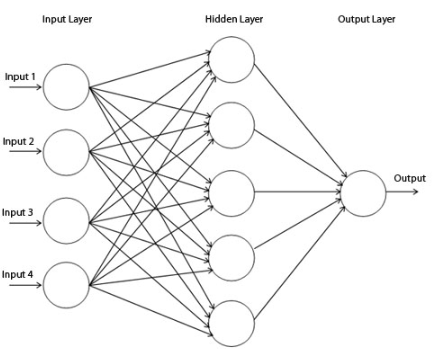 Input Layer
Hidden Layer
Output Layer
Input 1
Input 2
Input 3
Input 4
Output